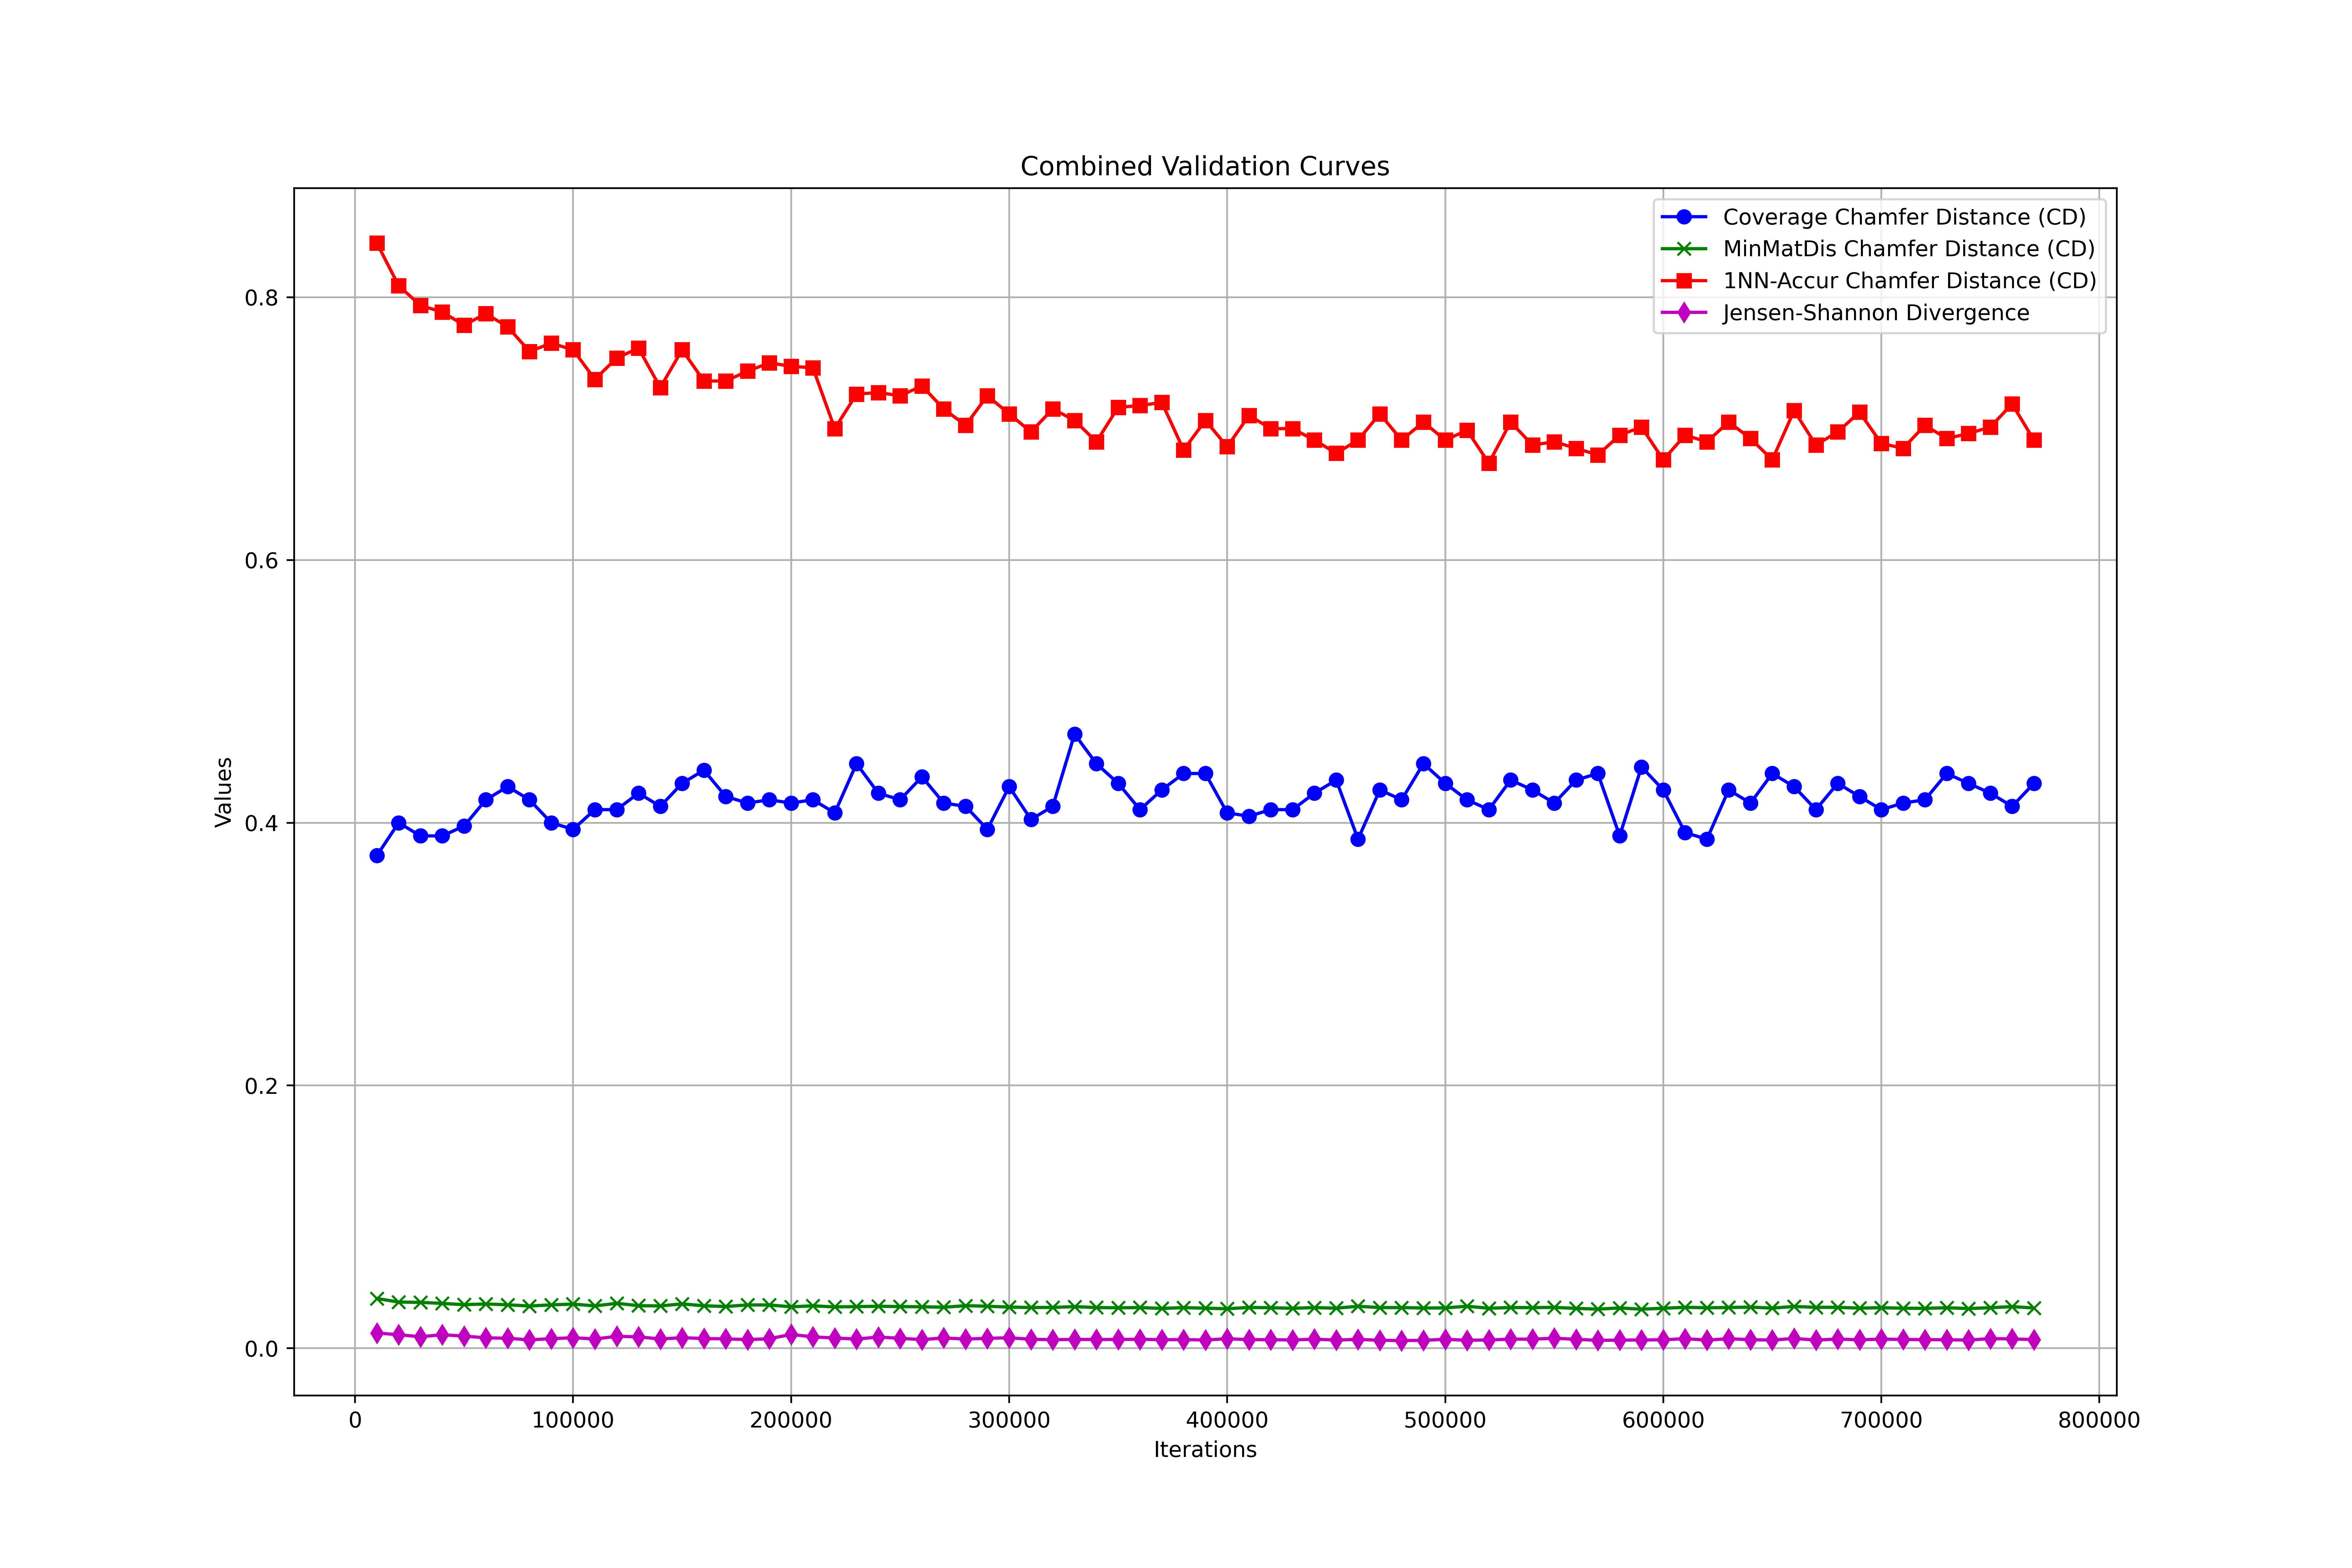 Combined Validation Curves
Coverage Chamfer Distance (CD)
MinMatDis Chamfer Distance (CD)
1NN-Accur Chamfer Distance (CD)
Jensen-Shannon Divergence
0.8
0.6
0.4
0.2
0.0
Values
0 100000 200000 300000 400000 500000 600000 700000 800000
Iterations